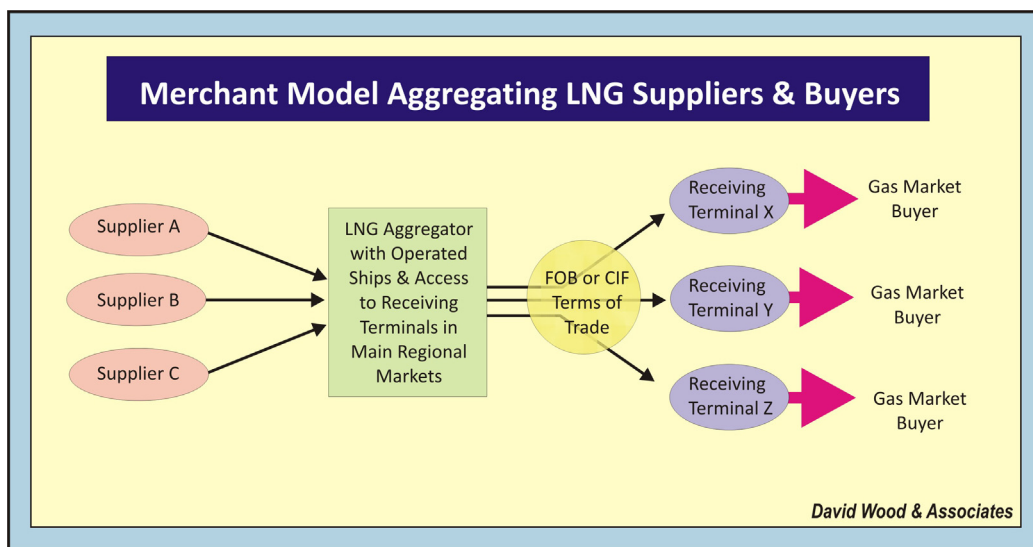 Merchant Model Aggregating LNG Suppliers & Buyers
Supplier A
Supplier B
Supplier C
LNG Aggregator
with Operated
Ships & Access
to Receiving
Terminals in
Main Regional
Markets
FOB or CIF
Terms of
Trade
Receiving
Terminal X
Gas Market
Buyer
Receiving
Terminal Y
Gas Market
Buyer
Receiving
Terminal Z
Gas Market
Buyer
David Wood & Associates